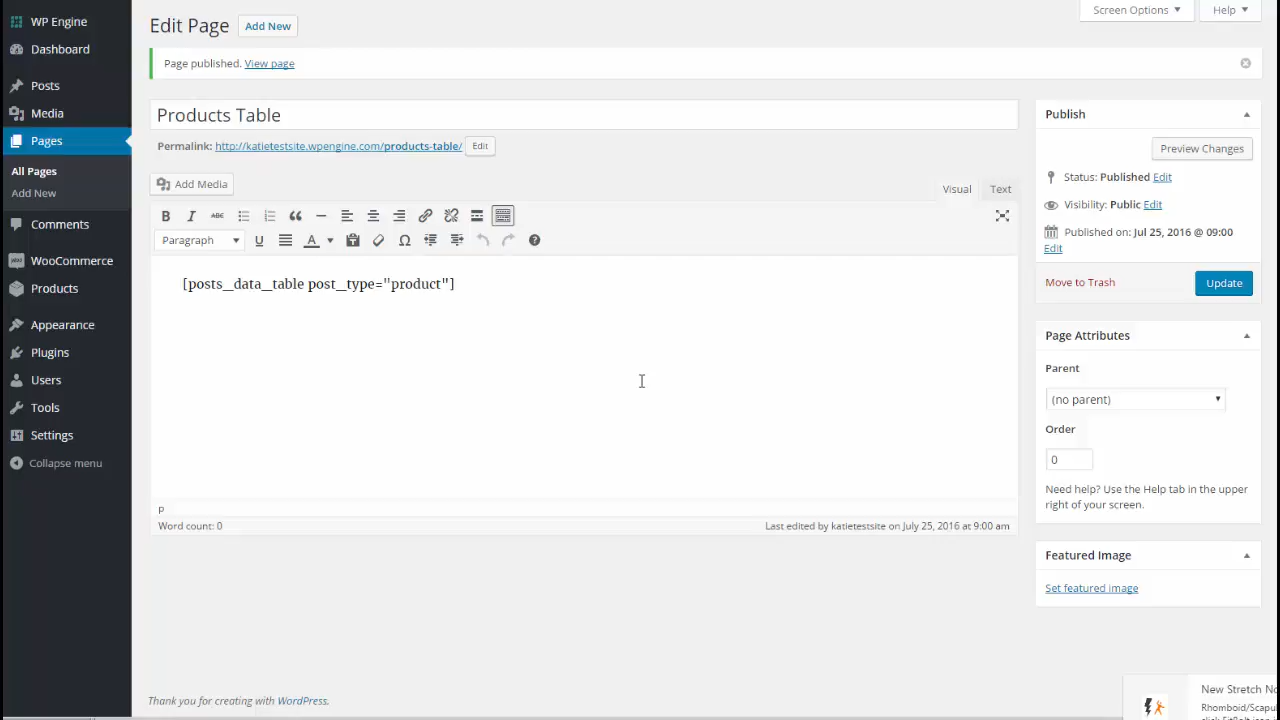 WP Engine
Dashboard
Posts
Media
Pages
All Pages
Add New
Comments
WooCommerce
Products
Appearance
Plugins
Users
Tools
Settings
Collapse menu
Screen Options
Help
Edit Page
Add New
Page published. View page
Products Table
Permalink: http://katietestsite.wpengine.com/products-table/ Edit
Add Media
Visual
Text
B I ABC
Paragraph
U A
[posts_data_table post_type="product"]
p
Word count: 0
Last edited by katietestsite on July 25, 2016 at 9:00 am
Publish
Preview Changes
Status: Published Edit
Visibility: Public Edit
Published on: Jul 25, 2016 @ 09:00
Edit
Move to Trash
Update
Page Attributes
Parent
(no parent)
Order
0
Need help? Use the Help tab in the upper
right of your screen.
Featured Image
Set featured image
Thank you for creating with WordPress.
New Stretch
Rhomboid/Scapu